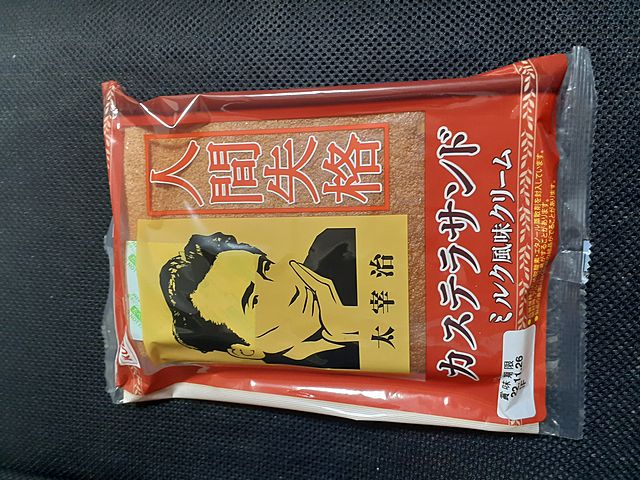 人間失格
太宰治
カステラサンド
ミルク風味クリーム
賞味期限
22.11.26